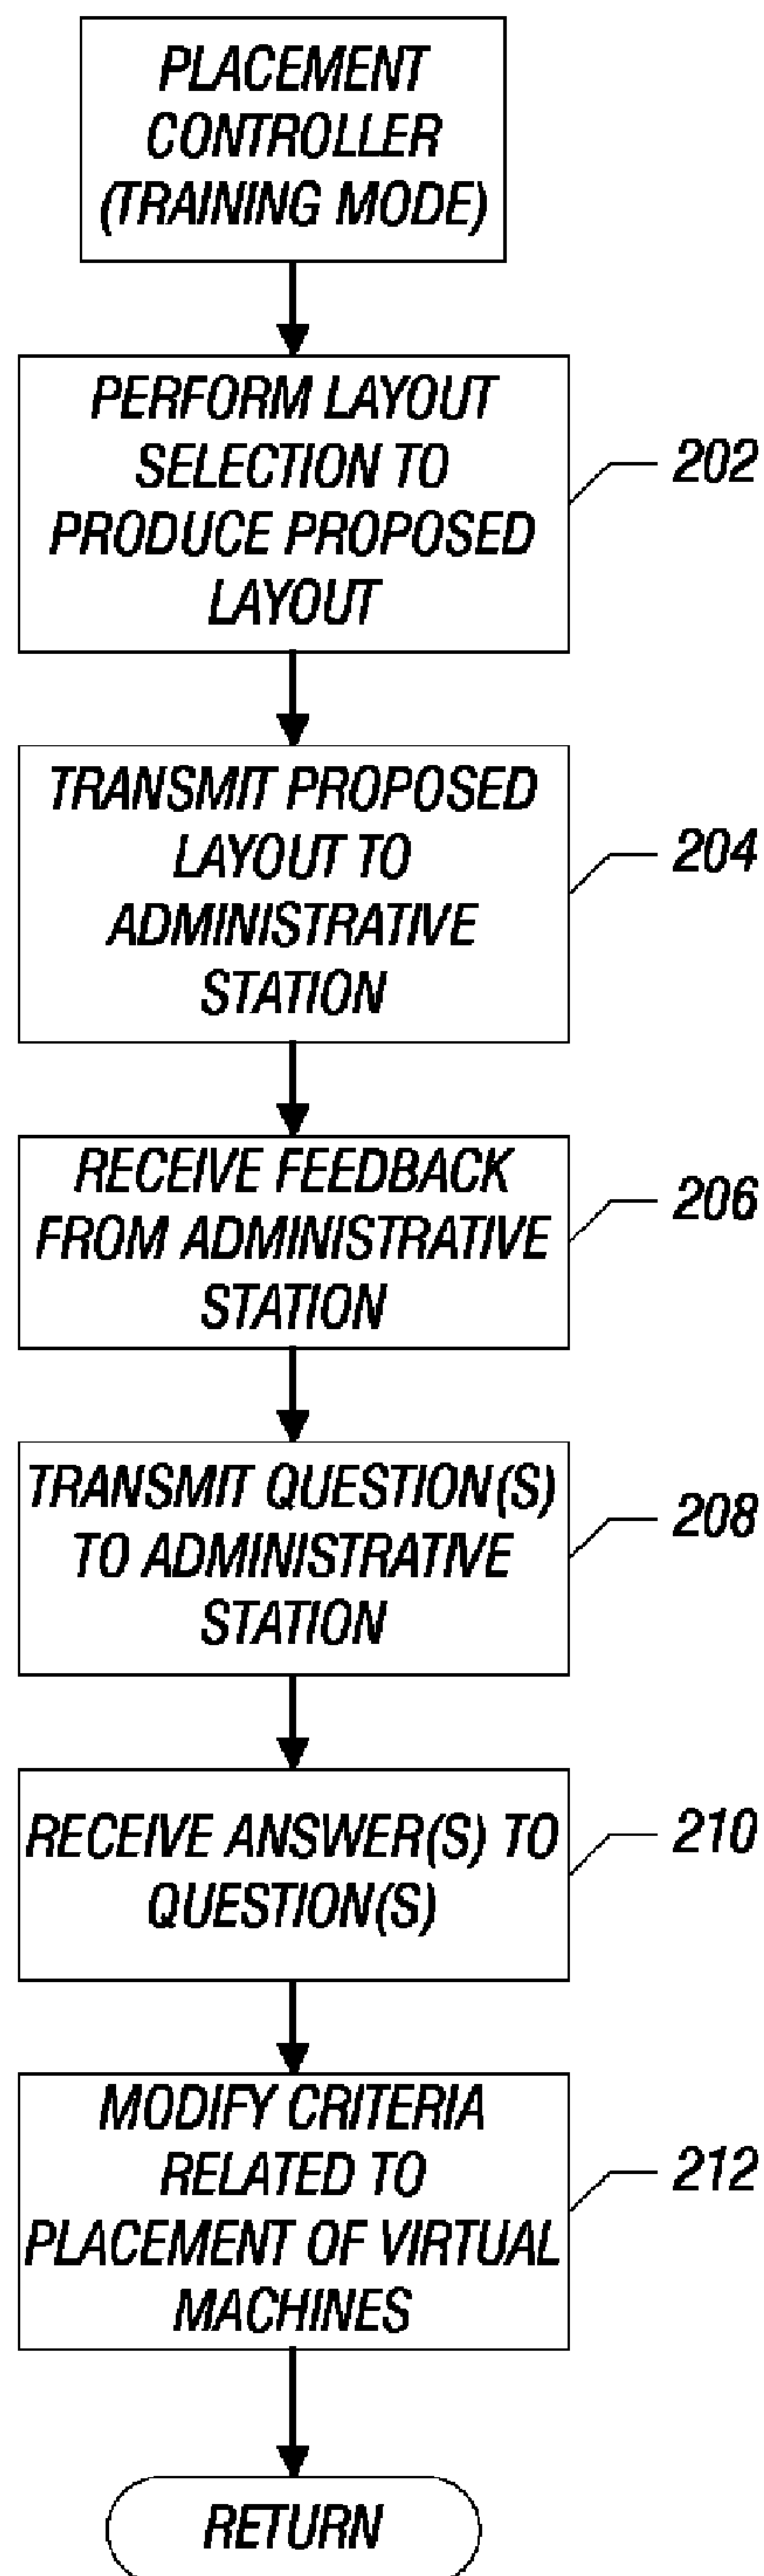 PLACEMENT
CONTROLLER
(TRAINING MODE)
PERFORM LAYOUT
SELECTION TO
PRODUCE PROPOSED
LAYOUT
202
TRANSMIT PROPOSED
LAYOUT TO
ADMINISTRATIVE
STATION
204
RECEIVE FEEDBACK
FROM ADMINISTRATIVE
STATION
206
TRANSMIT QUESTION(S)
TO ADMINISTRATIVE
STATION
208
RECEIVE ANSWER(S) TO
QUESTION(S)
210
MODIFY CRITERIA
RELATED TO
PLACEMENT OF VIRTUAL
MACHINES
212
RETURN